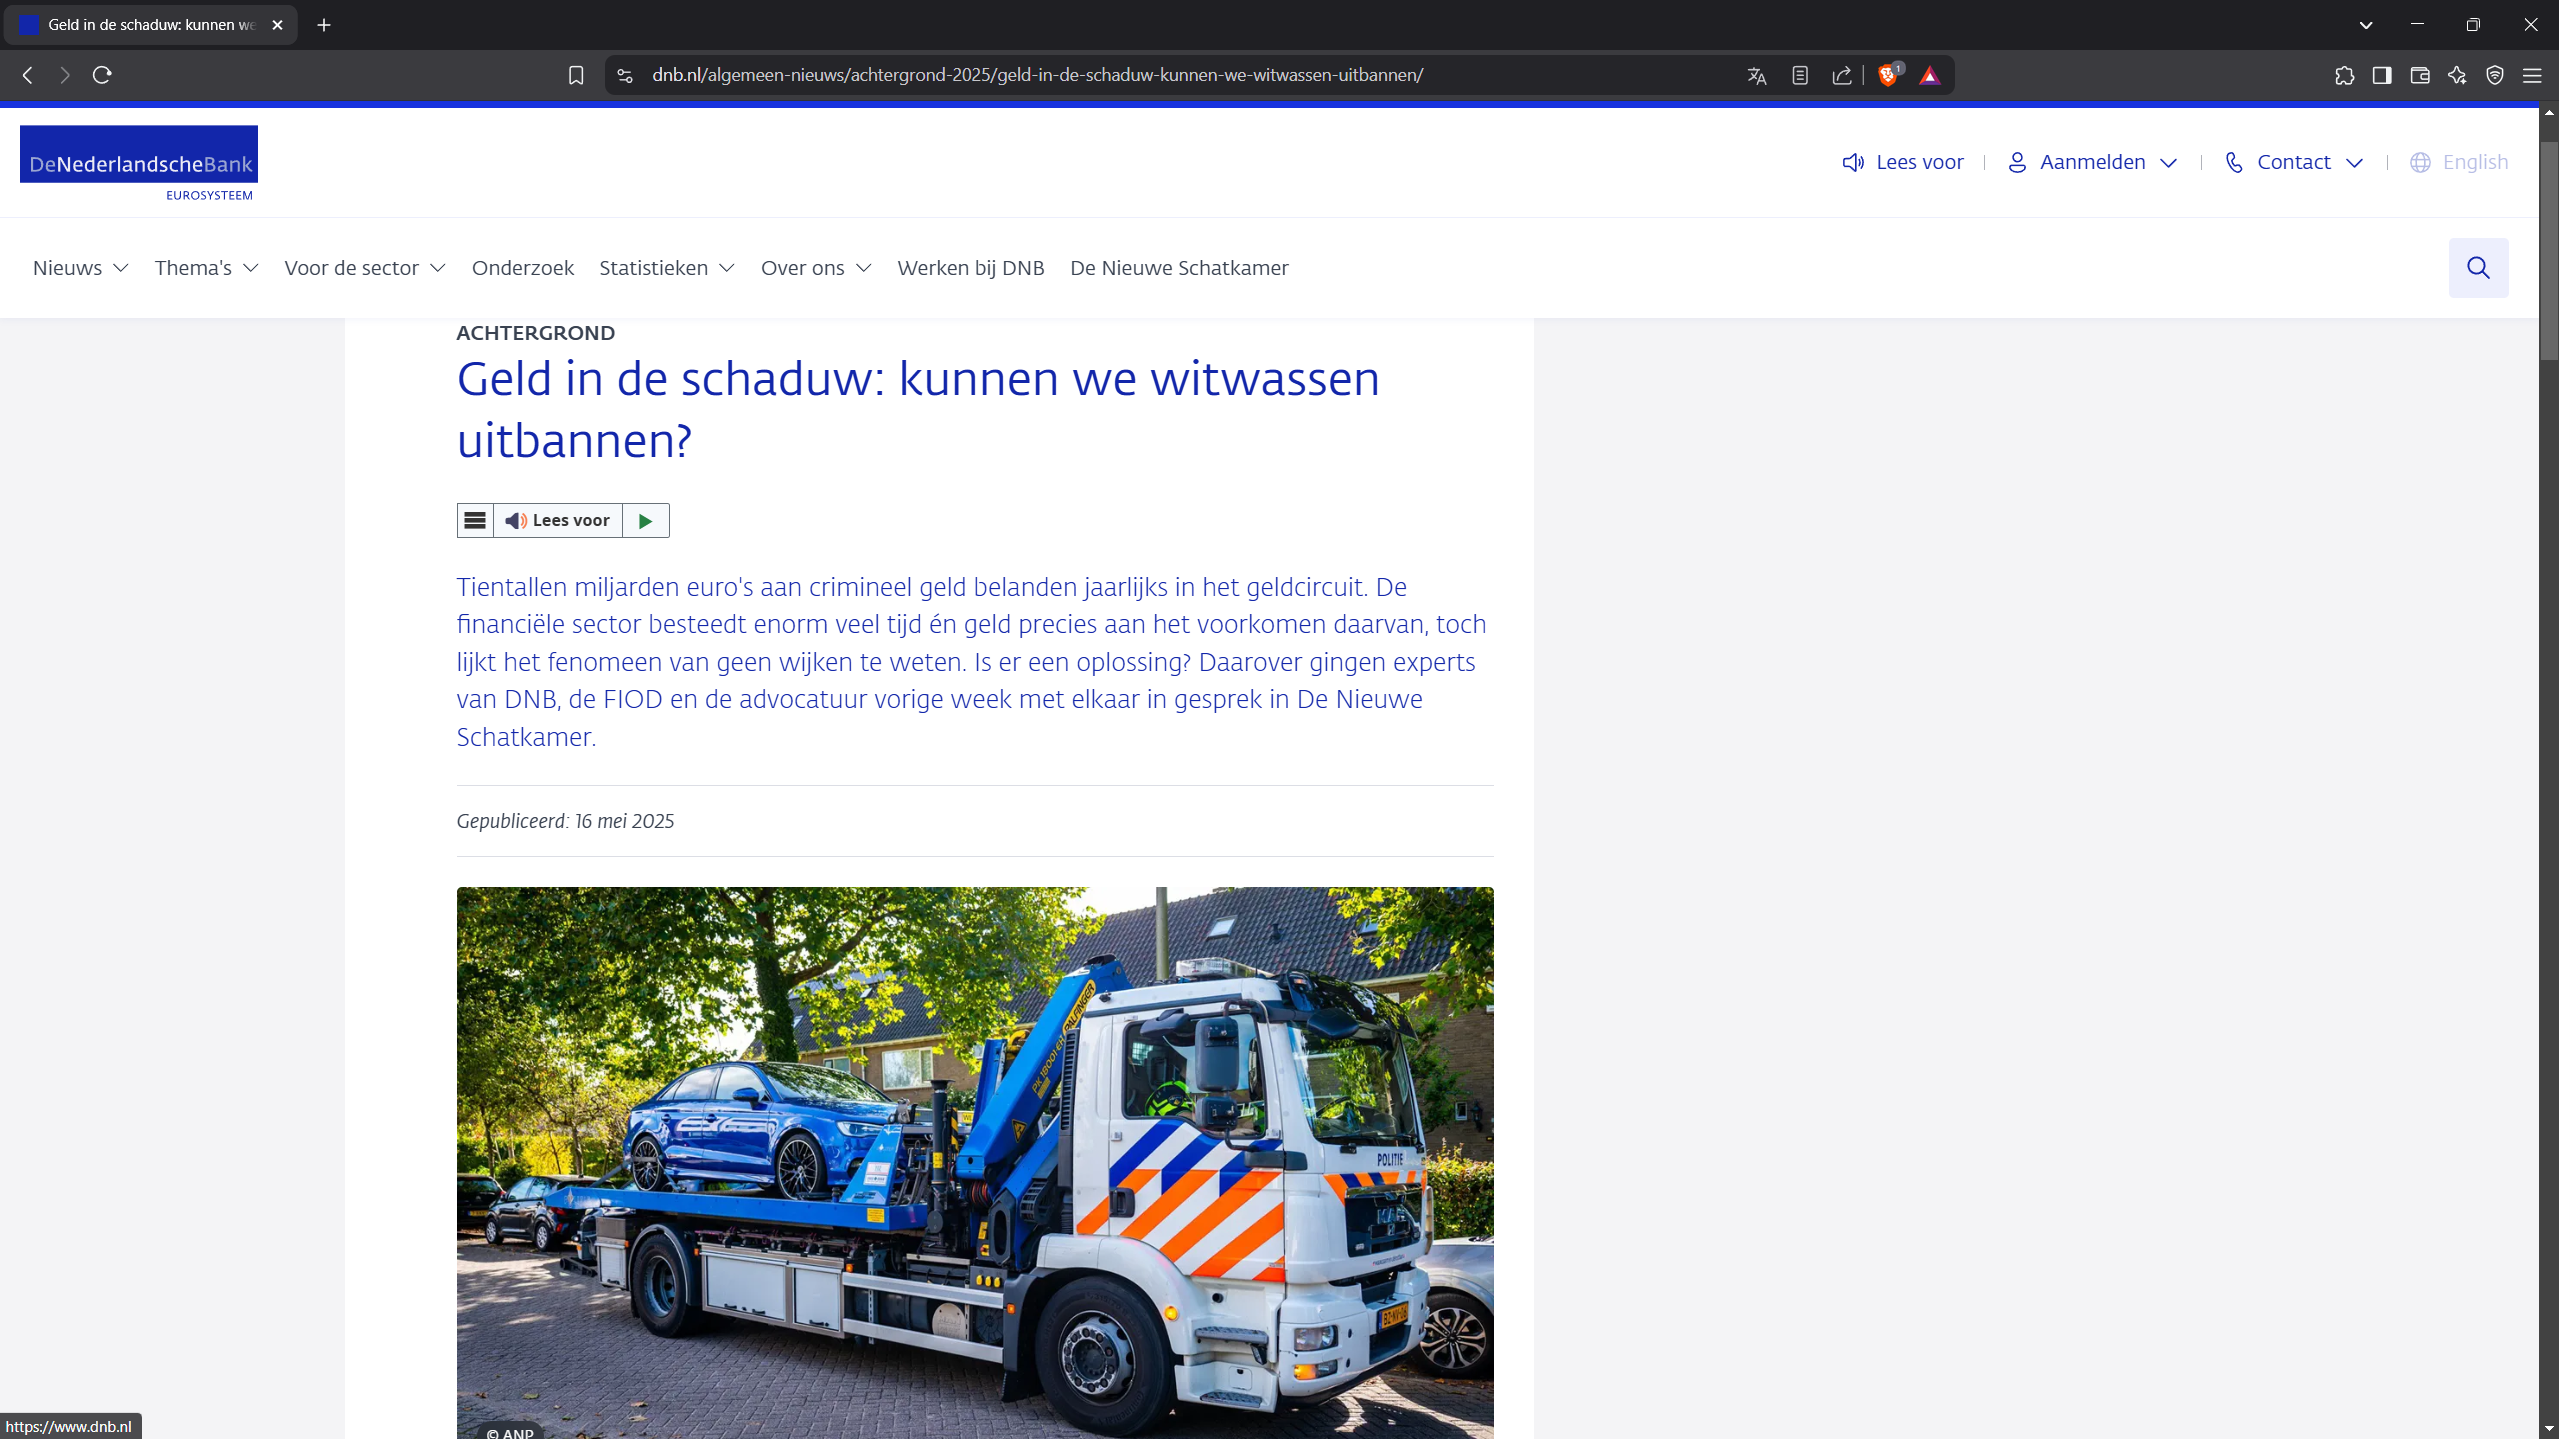 Geld in de schaduw: kunnen we
dnb.nl/algemeen-nieuws/achtergrond-2025/geld-in-de-schaduw-kunnen-we-witwassen-uitbannen/
1
DeNederlandscheBank
EUROSYSTEEM
Lees voor
Aanmelden
Contact
English
Nieuws
Thema's
Voor de sector
Onderzoek
Statistieken
Over ons
Werken bij DNB
De Nieuwe Schatkamer
ACHTERGROND
Geld in de schaduw: kunnen we witwassen
uitbannen?
Lees voor
Tientallen miljarden euro's aan crimineel geld belanden jaarlijks in het geldcircuit. De
financiële sector besteedt enorm veel tijd én geld precies aan het voorkomen daarvan, toch
lijkt het fenomeen van geen wijken te weten. Is er een oplossing? Daarover gingen experts
van DNB, de FIOD en de advocatuur vorige week met elkaar in gesprek in De Nieuwe
Schatkamer.
Gepubliceerd: 16 mei 2025
PALFINGER
POLITIE
© ANP
https://www.dnb.nl